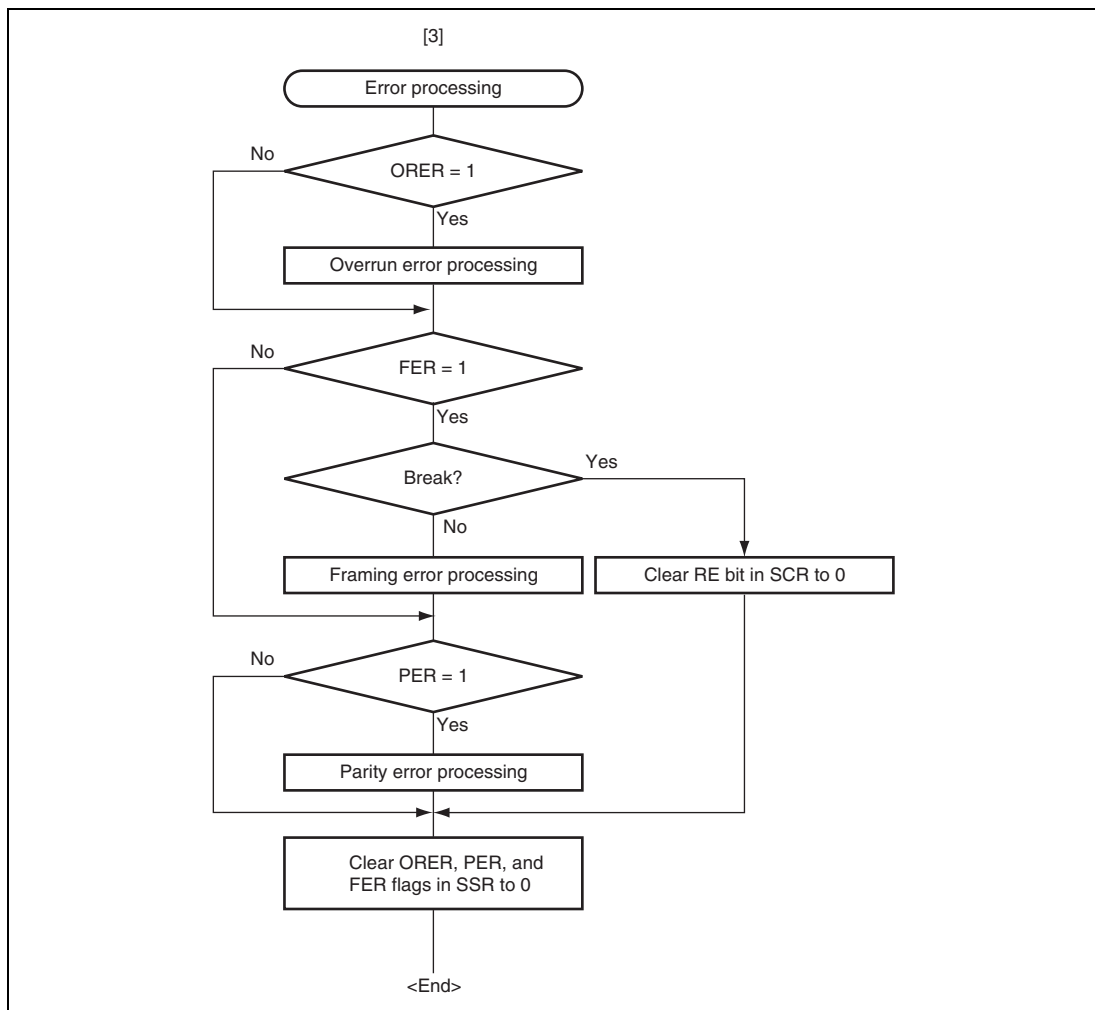 [3]
Error processing
No
ORER = 1
Yes
Overrun error processing
No
FER = 1
Yes
Break?
Yes
No
Framing error processing
Clear RE bit in SCR to 0
No
PER = 1
Yes
Parity error processing
Clear ORER, PER, and
FER flags in SSR to 0
<End>